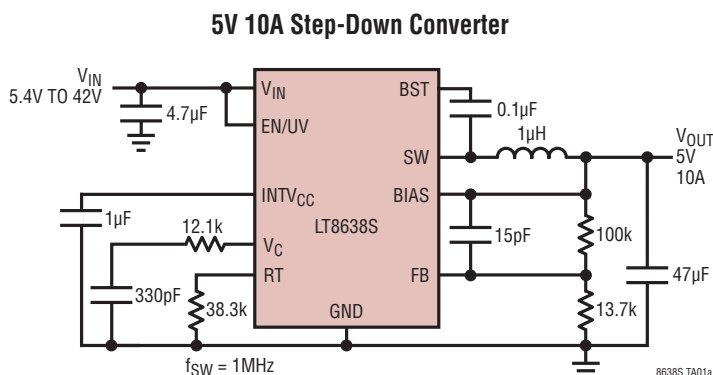 5V 10A Step-Down Converter
VIN
5.4V TO 42V
4.7µF
VIN
EN/UV
BST
0.1µF
1µH
SW
VOUT
5V
10A
INTVCC
BIAS
1µF
LT8638S
12.1k
VC
15pF
100k
RT
FB
47µF
330pF
38.3k
GND
13.7k
fSW = 1MHz
8638S TA01a